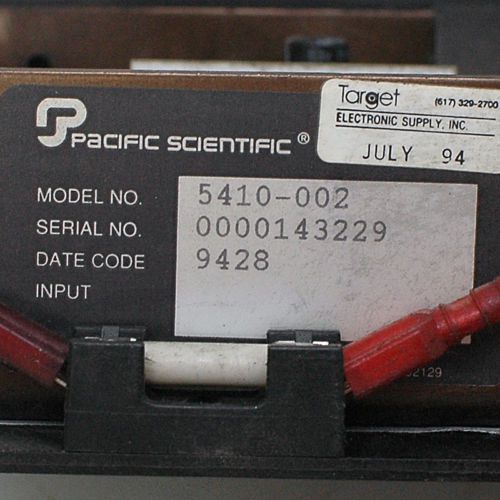 Target
(617) 329-2700
ELECTRONIC SUPPLY, INC.
JULY 94
PACIFIC SCIENTIFIC®
MODEL NO. 5410-002
SERIAL NO. 0000143229
DATE CODE 9428
INPUT